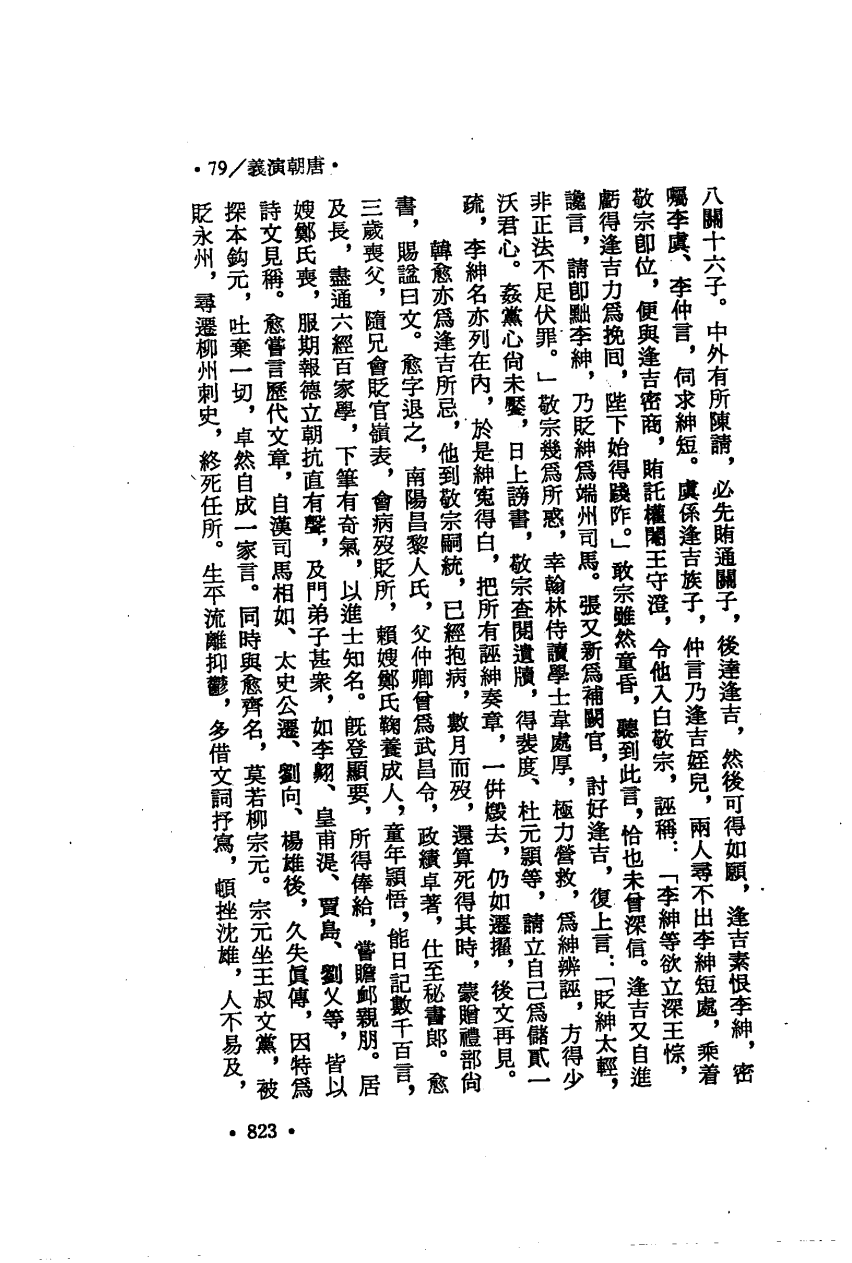 •79/義演朝唐•
八關十六子。中外有所陳請，必先賄通關子，後達逢吉，然後可得如願，逢吉素恨李紳，密
囑李虞、李仲言，伺求紳短。虞係逢吉族子，仲言乃逢吉姪兒，兩人尋不出李紳短處，乘着
敬宗卽位，便與逢吉密商，賄託權閹王守澄，令他入白敬宗，誣稱：「李紳等欲立深王悰，
虧得逢吉力爲挽回，陛下始得踐阼。」敢宗雖然童昏，聽到此言，恰也未曾深信。逢吉又自進
讒言，請卽黜李紳，乃貶紳爲端州司馬。張又新爲補闕官，討好逢吉，復上言：「貶紳太輕，
非正法不足伏罪。」敬宗幾爲所惑，幸翰林侍讀學士韋處厚，極力營救，爲紳辨誣，方得少
沃君心。姦黨心尙未饜，日上謗書，敬宗查閱遺牘，得裴度、杜元穎等，請立自己爲儲貳一
疏，李紳名亦列在內，於是紳寃得白，把所有誣紳奏章，一倂燬去，仍如遷擢，後文再見。
韓愈亦爲逢吉所忌，他到敬宗嗣統，已經抱病，數月而歿，還算死得其時，蒙贈禮部尙
書，賜諡曰文。愈字退之，南陽昌黎人氏，父仲卿曾爲武昌令，政績卓著，仕至秘書郎。愈
三歲喪父，隨兄會貶官嶺表，會病歿貶所，賴嫂鄭氏鞠養成人，童年穎悟，能日記數千百言，
及長，盡通六經百家學，下筆有奇氣，以進士知名。旣登顯要，所得俸給，嘗贍卹親朋。居
嫂鄭氏喪，服期報德立朝抗直有聲，及門弟子甚衆，如李翺、皇甫湜、賈島、劉乂等，皆以
詩文見稱。愈嘗言歷代文章，自漢司馬相如、太史公遷、劉向、楊雄後，久失眞傳，因特爲
探本鈎元，吐棄一切，卓然自成一家言。同時與愈齊名，莫若柳宗元。宗元坐王叔文黨，被
貶永州，尋遷柳州刺史，終死任所。生平流離抑鬱，多借文詞抒寫，頓挫沈雄，人不易及，
•823•